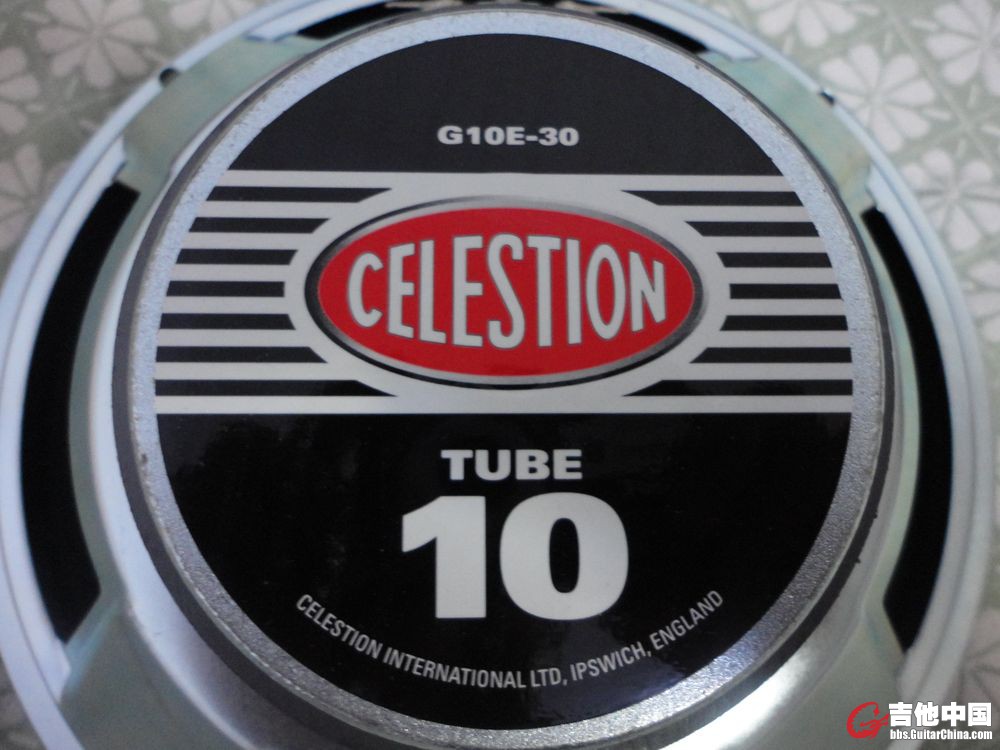 G10E-30
CELESTION
TUBE
10
CELESTION INTERNATIONAL LTD, IPSWICH, ENGLAND
吉他中国
bbs.GuitarChina.com